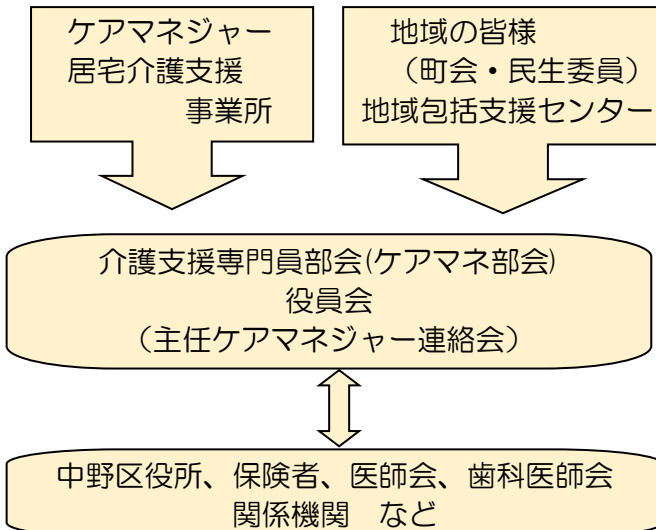 ケアマネジャー
居宅介護支援
事業所
地域の皆様
（町会・民生委員）
地域包括支援センター
介護支援専門員部会(ケアマネ部会)
役員会
（主任ケアマネジャー連絡会）
中野区役所、保険者、医師会、歯科医師会
関係機関　など